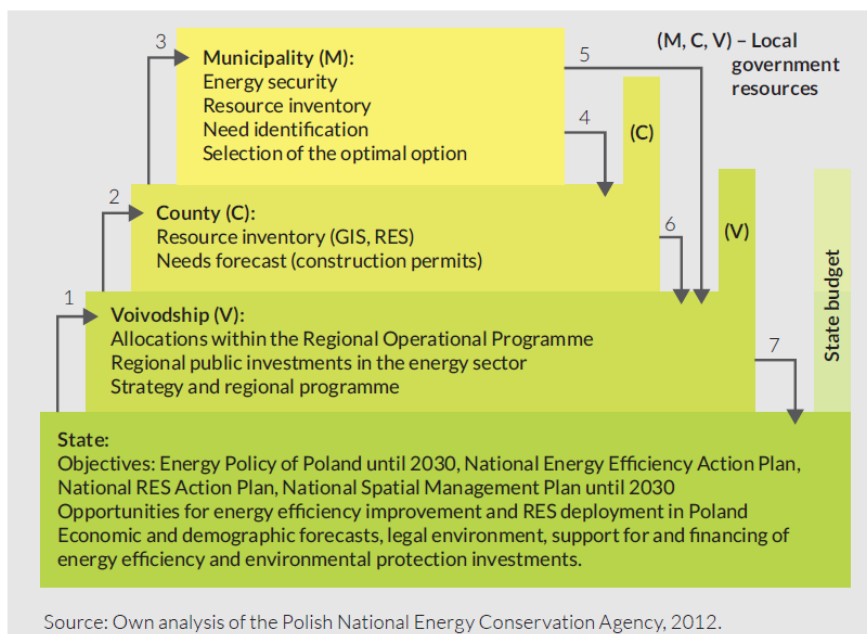 3
Municipality (M):
Energy security
Resource inventory
Need identification
Selection of the optimal option
5
4
(M, C, V) – Local
government
resources
(C)
2
County (C):
Resource inventory (GIS, RES)
Needs forecast (construction permits)
6
(V)
State budget
1
Voivodship (V):
Allocations within the Regional Operational Programme
Regional public investments in the energy sector
Strategy and regional programme
7
State:
Objectives: Energy Policy of Poland until 2030, National Energy Efficiency Action Plan,
National RES Action Plan, National Spatial Management Plan until 2030
Opportunities for energy efficiency improvement and RES deployment in Poland
Economic and demographic forecasts, legal environment, support for and financing of
energy efficiency and environmental protection investments.
Source: Own analysis of the Polish National Energy Conservation Agency, 2012.